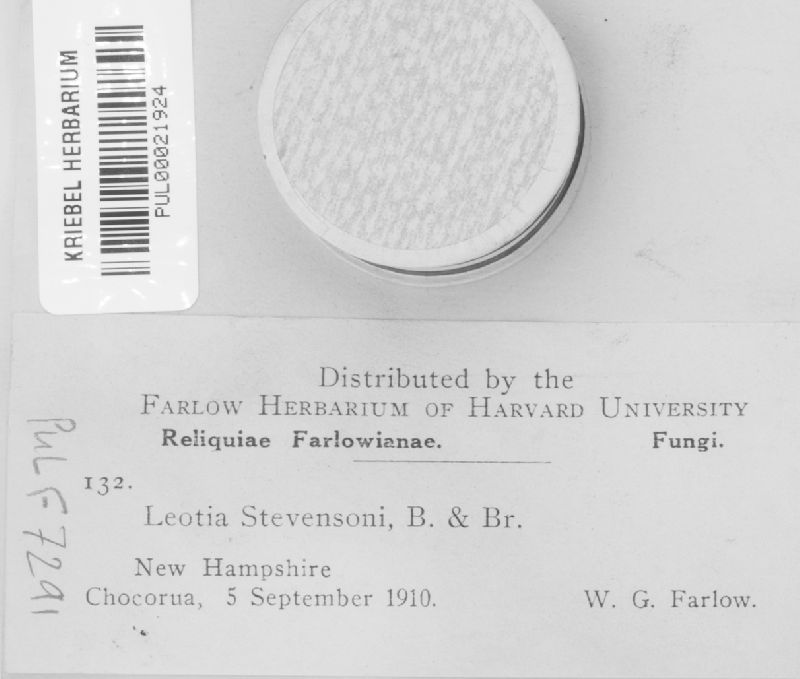 KRIEBEL HERBARIUM
PUL00021924
Distributed by the
FARLOW HERBARIUM OF HARVARD UNIVERSITY
Reliquiae Farlowianae. Fungi.
132.
Leotia Stevensoni, B. & Br.
New Hampshire
Chocorua, 5 September 1910. W. G. Farlow.
PUL F 7291